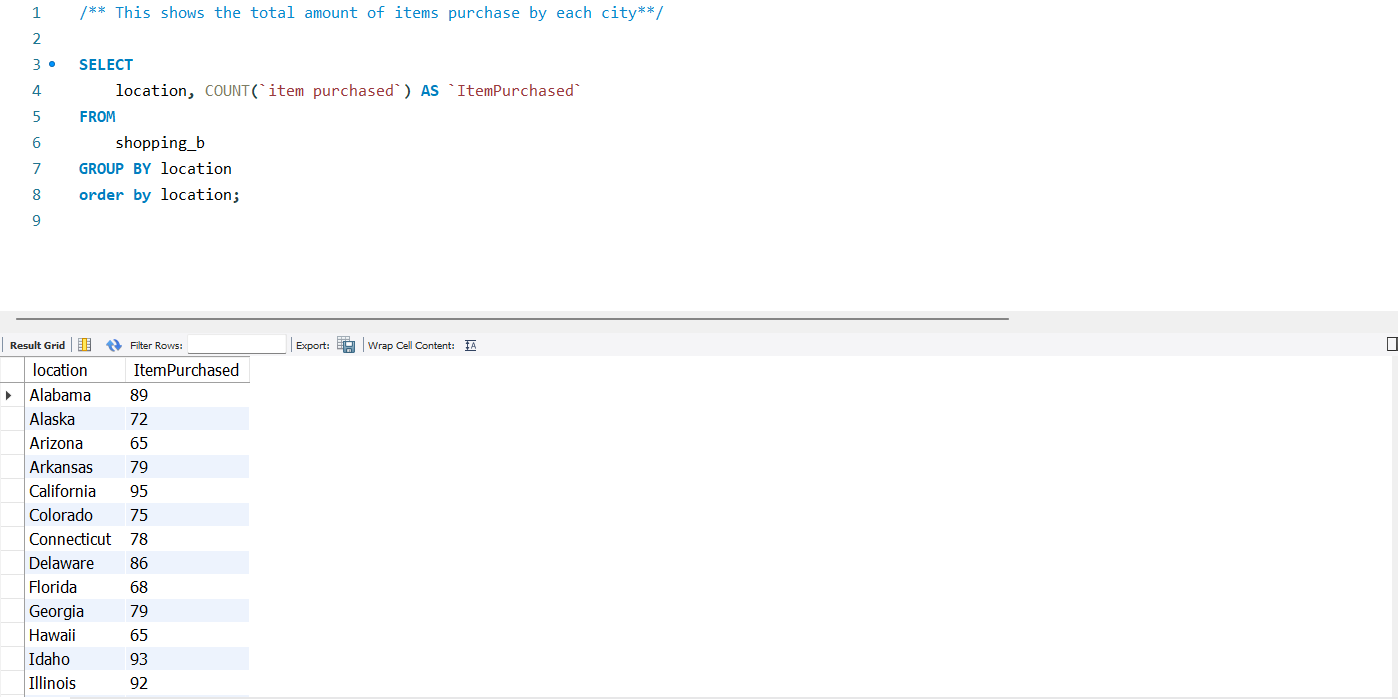 1 /** This shows the total amount of items purchase by each city**/
2
3 SELECT
4 location, COUNT(`item purchased`) AS `ItemPurchased`
5 FROM
6 shopping_b
7 GROUP BY location
8 order by location;
9
Result Grid Filter Rows: Export: Wrap Cell Content: IA
location ItemPurchased
Alabama 89
Alaska 72
Arizona 65
Arkansas 79
California 95
Colorado 75
Connecticut 78
Delaware 86
Florida 68
Georgia 79
Hawaii 65
Idaho 93
Illinois 92